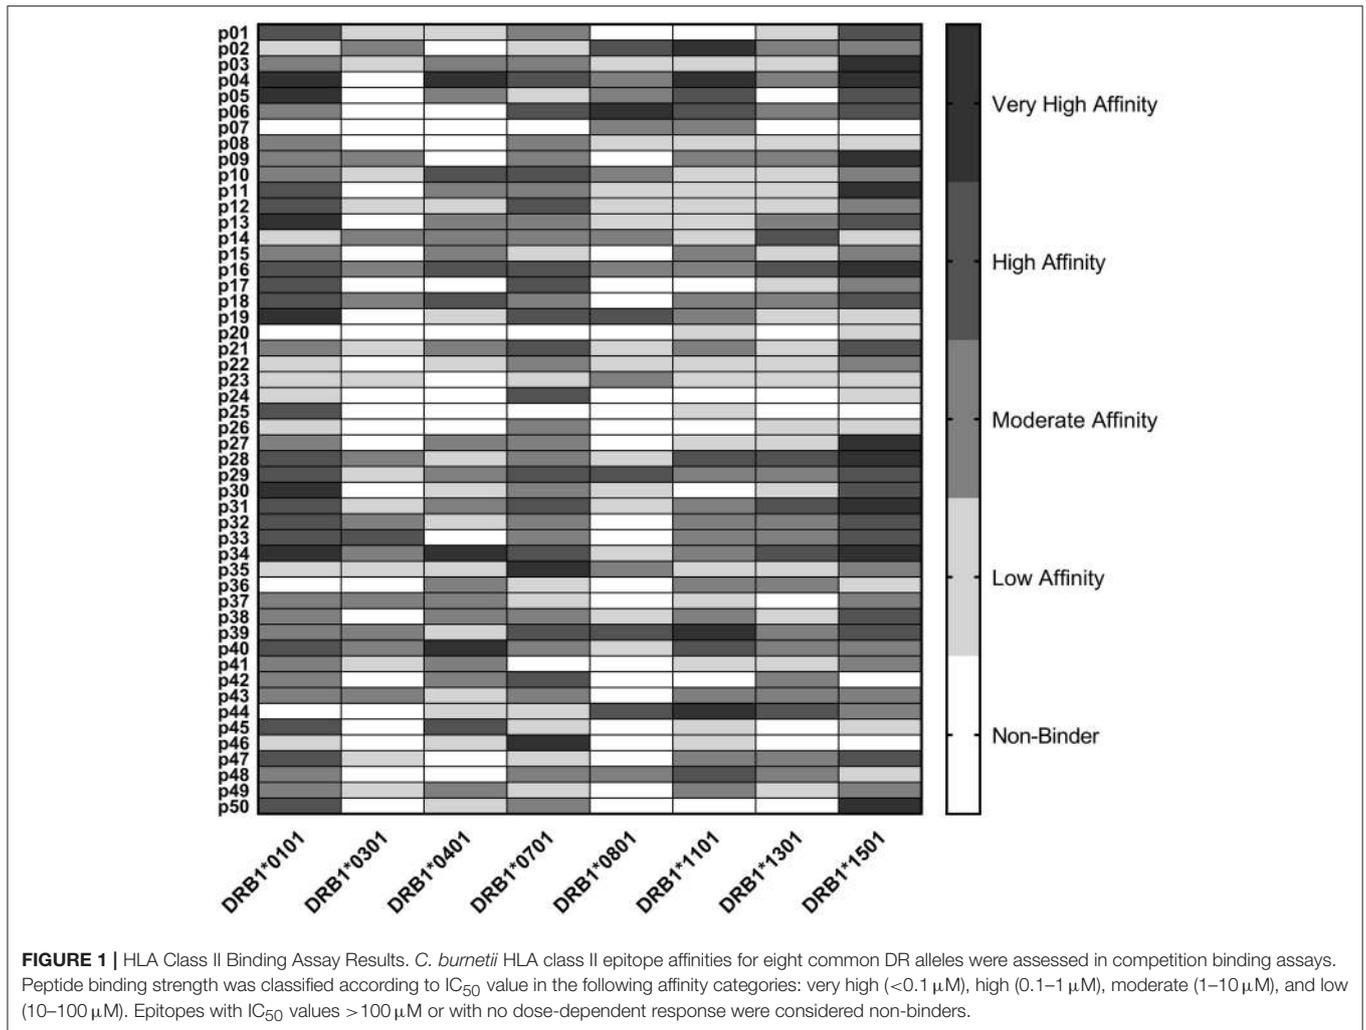 p01
p02
p03
p04
p05
p06
p07
p08
p09
p10
p11
p12
p13
p14
p15
p16
p17
p18
p19
p20
p21
p22
p23
p24
p25
p26
p27
p28
p29
p30
p31
p32
p33
p34
p35
p36
p37
p38
p39
p40
p41
p42
p43
p44
p45
p46
p47
p48
p49
p50
DRB1*0101
DRB1*0301
DRB1*0401
DRB1*0701
DRB1*0801
DRB1*1101
DRB1*1301
DRB1*1501
Very High Affinity
High Affinity
Moderate Affinity
Low Affinity
Non-Binder
FIGURE 1 | HLA Class II Binding Assay Results. C. burnetii HLA class II epitope affinities for eight common DR alleles were assessed in competition binding assays.
Peptide binding strength was classified according to IC50 value in the following affinity categories: very high (<0.1 µM), high (0.1–1 µM), moderate (1–10 µM), and low
(10–100 µM). Epitopes with IC50 values >100 µM or with no dose-dependent response were considered non-binders.